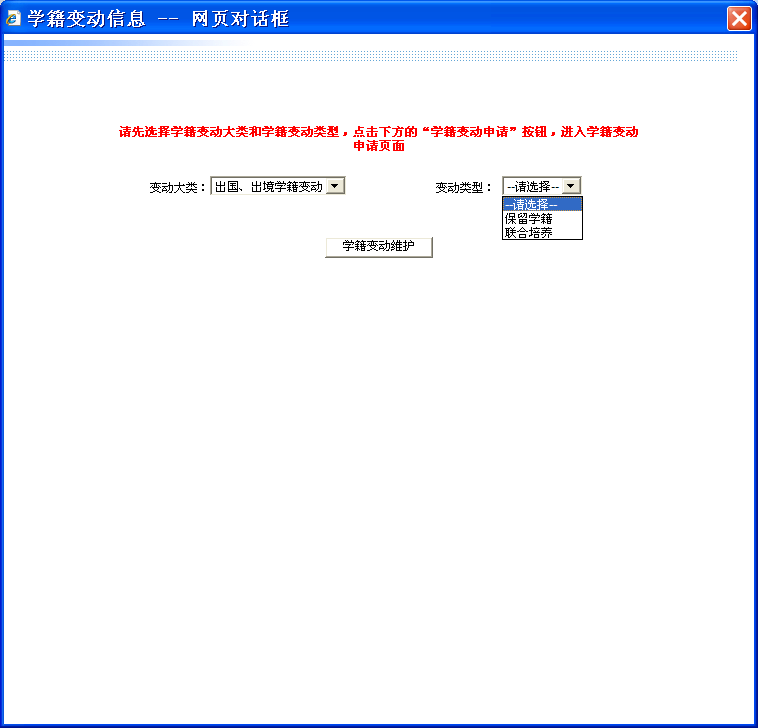 学籍变动信息 -- 网页对话框
请先选择学籍变动大类和学籍变动类型，点击下方的“学籍变动申请”按钮，进入学籍变动
申请页面
变动大类： 出国、出境学籍变动 变动类型： --请选择--
--请选择--
保留学籍
联合培养
学籍变动维护